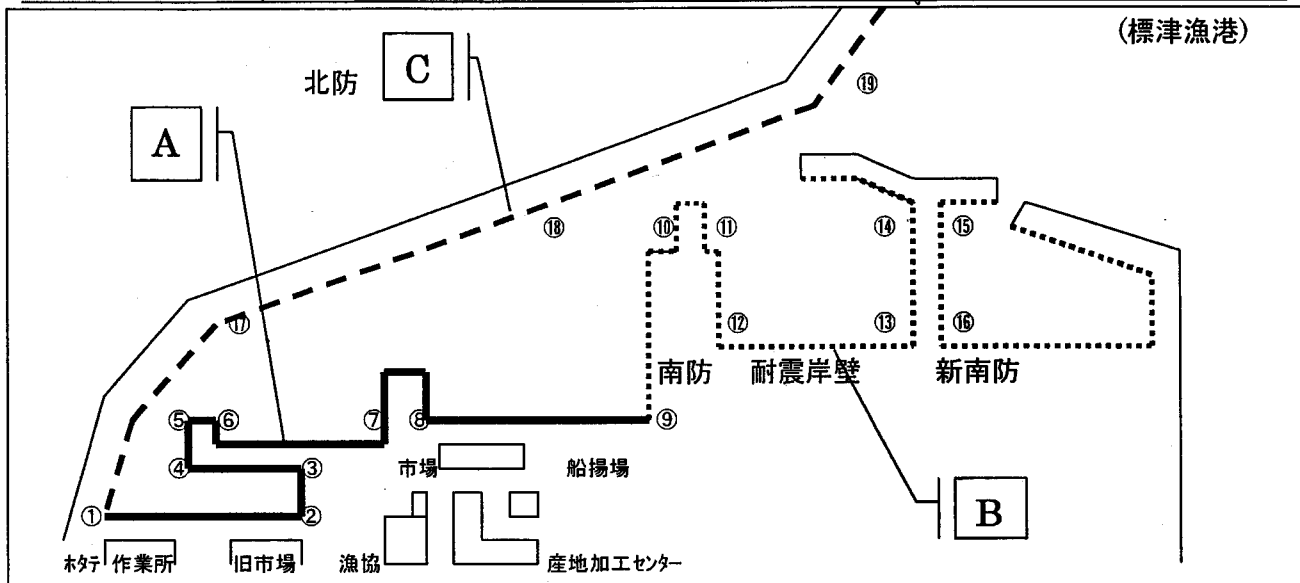 (標津漁港)
北防
C
⑲
A
⑱
⑩
⑪
⑭
⑮
⑰
⑫
⑬
⑯
南防
耐震岸壁
新南防
⑤
⑥
⑦
⑧
⑨
④
③
市場
船揚場
①
②
B
ホタテ
作業所
旧市場
漁協
産地加工センター